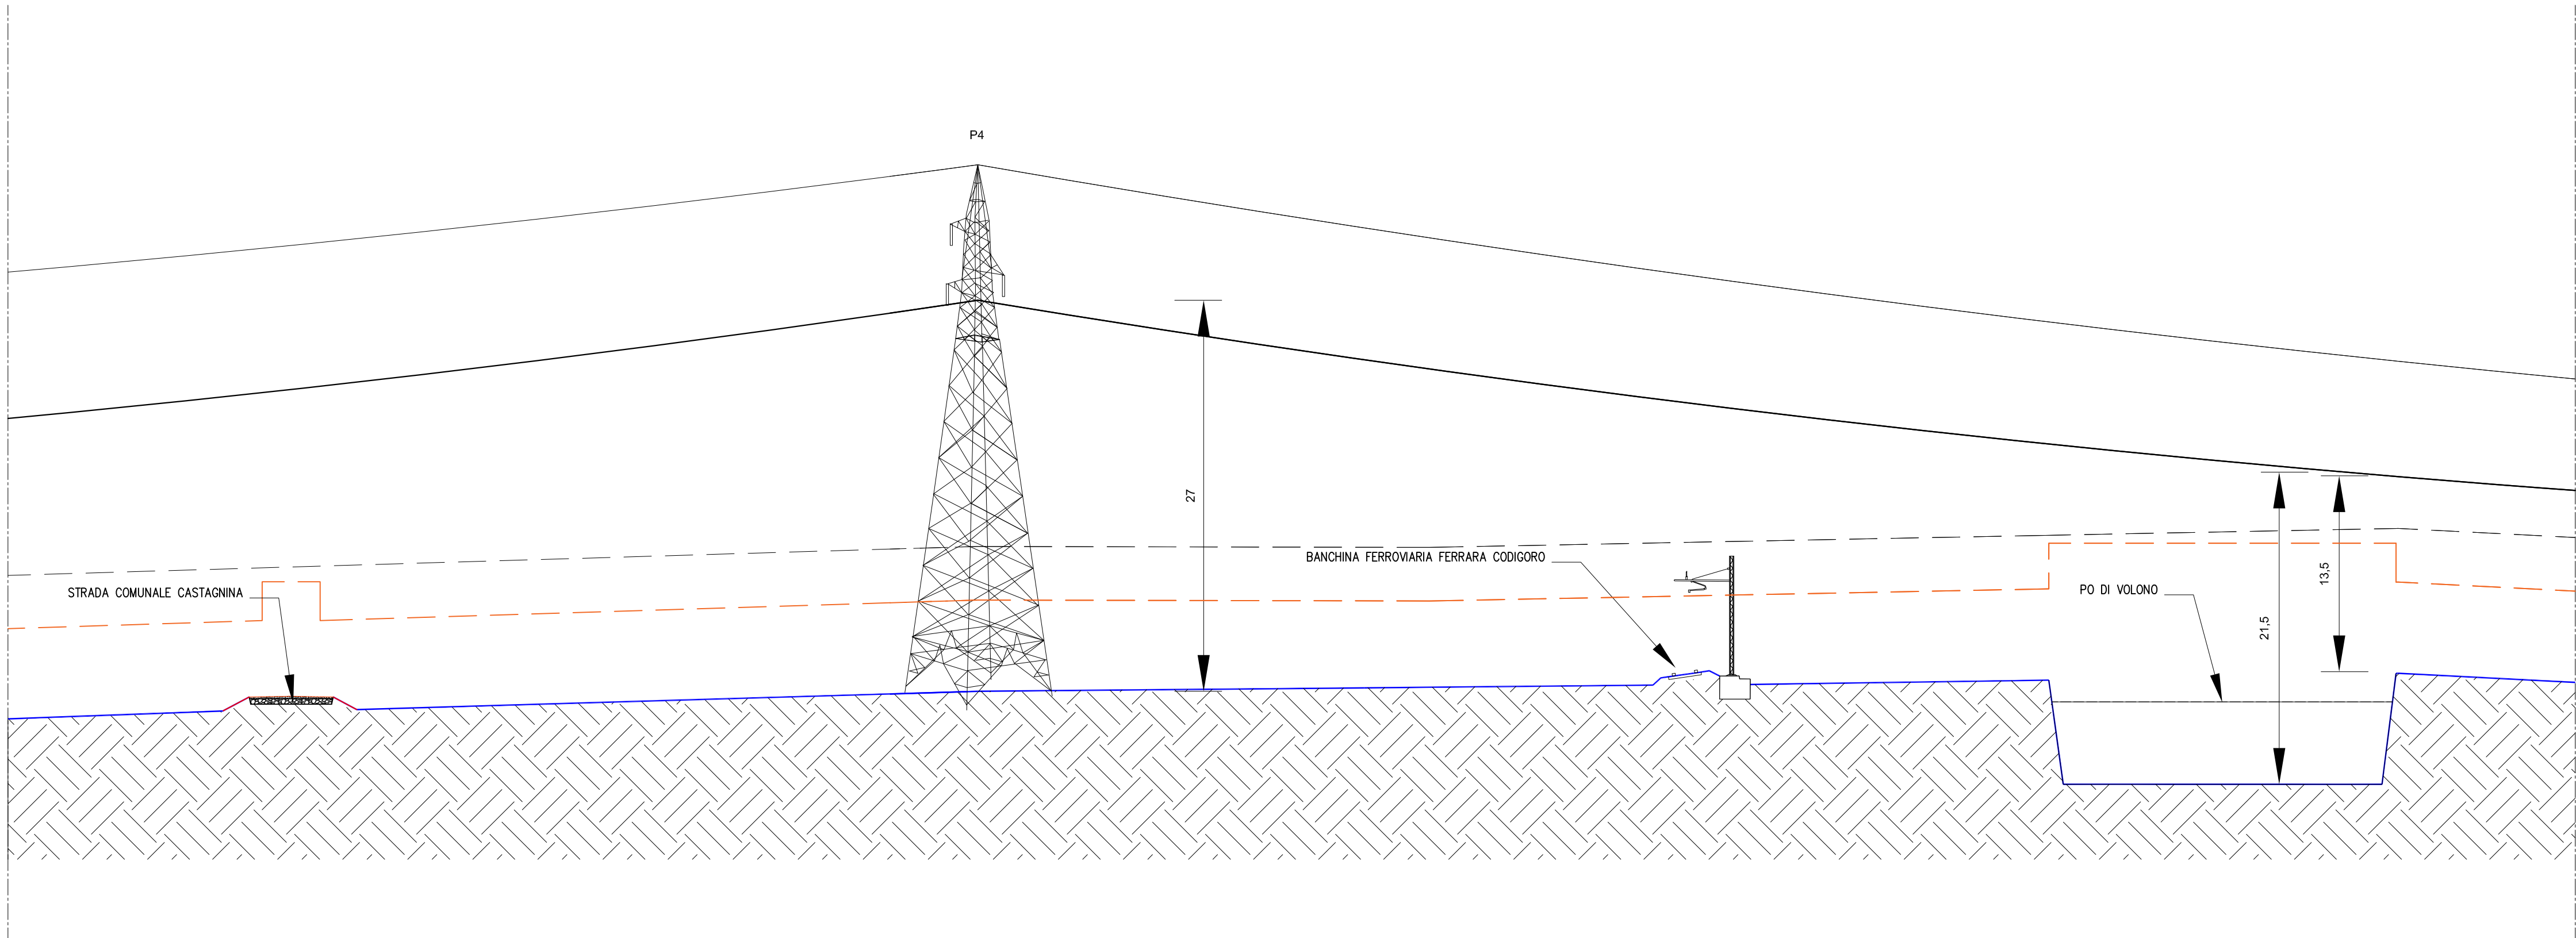 P4
27
BANCHINA FERROVIARIA FERRARA CODIGORO
STRADA COMUNALE CASTAGNINA
PO DI VOLONO
13,5
21,5